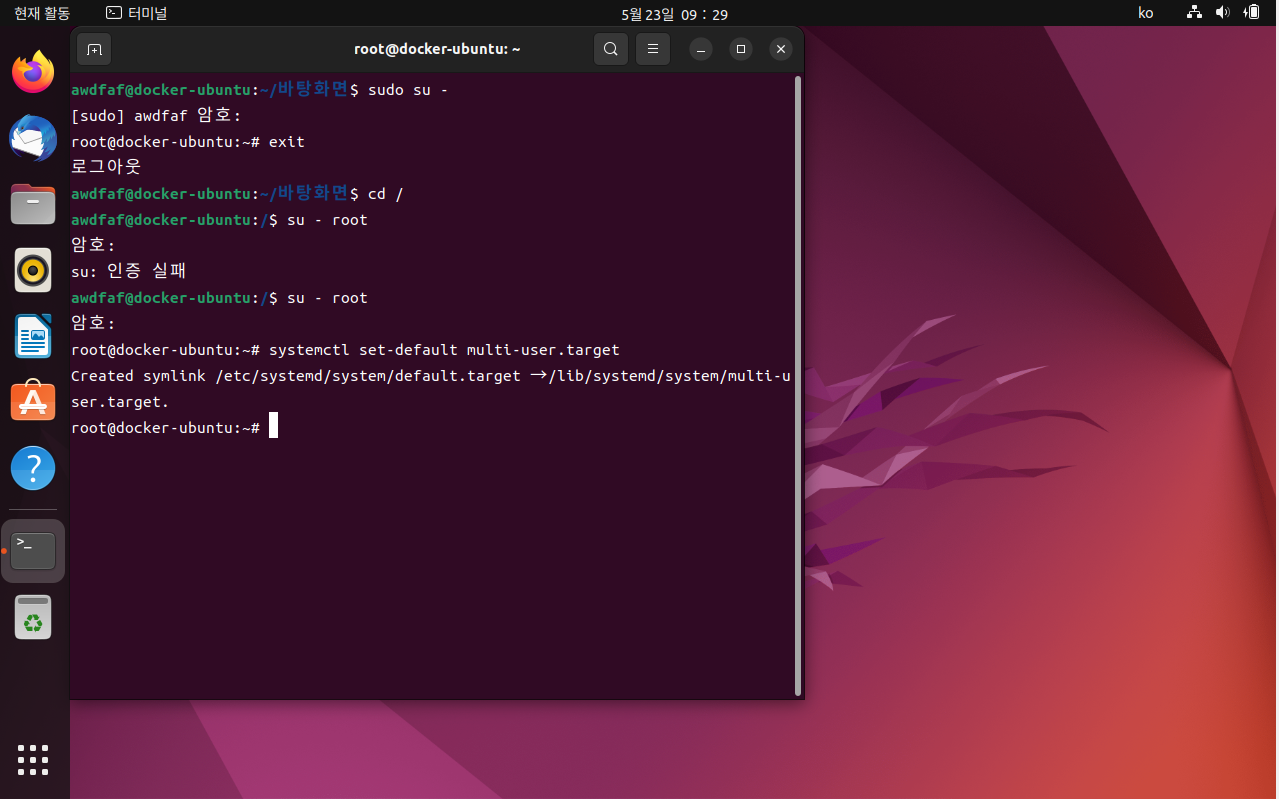 현재 활동 터미널 5월 23일 09 : 29 ko
root@docker-ubuntu: ~
awdfaf@docker-ubuntu:~/바탕화면$ sudo su -
[sudo] awdfaf 암호:
root@docker-ubuntu:~# exit
로그아웃
awdfaf@docker-ubuntu:~/바탕화면$ cd /
awdfaf@docker-ubuntu:/$ su - root
암호:
su: 인증 실패
awdfaf@docker-ubuntu:/$ su - root
암호:
root@docker-ubuntu:~# systemctl set-default multi-user.target
Created symlink /etc/systemd/system/default.target →/lib/systemd/system/multi-u
ser.target.
root@docker-ubuntu:~#